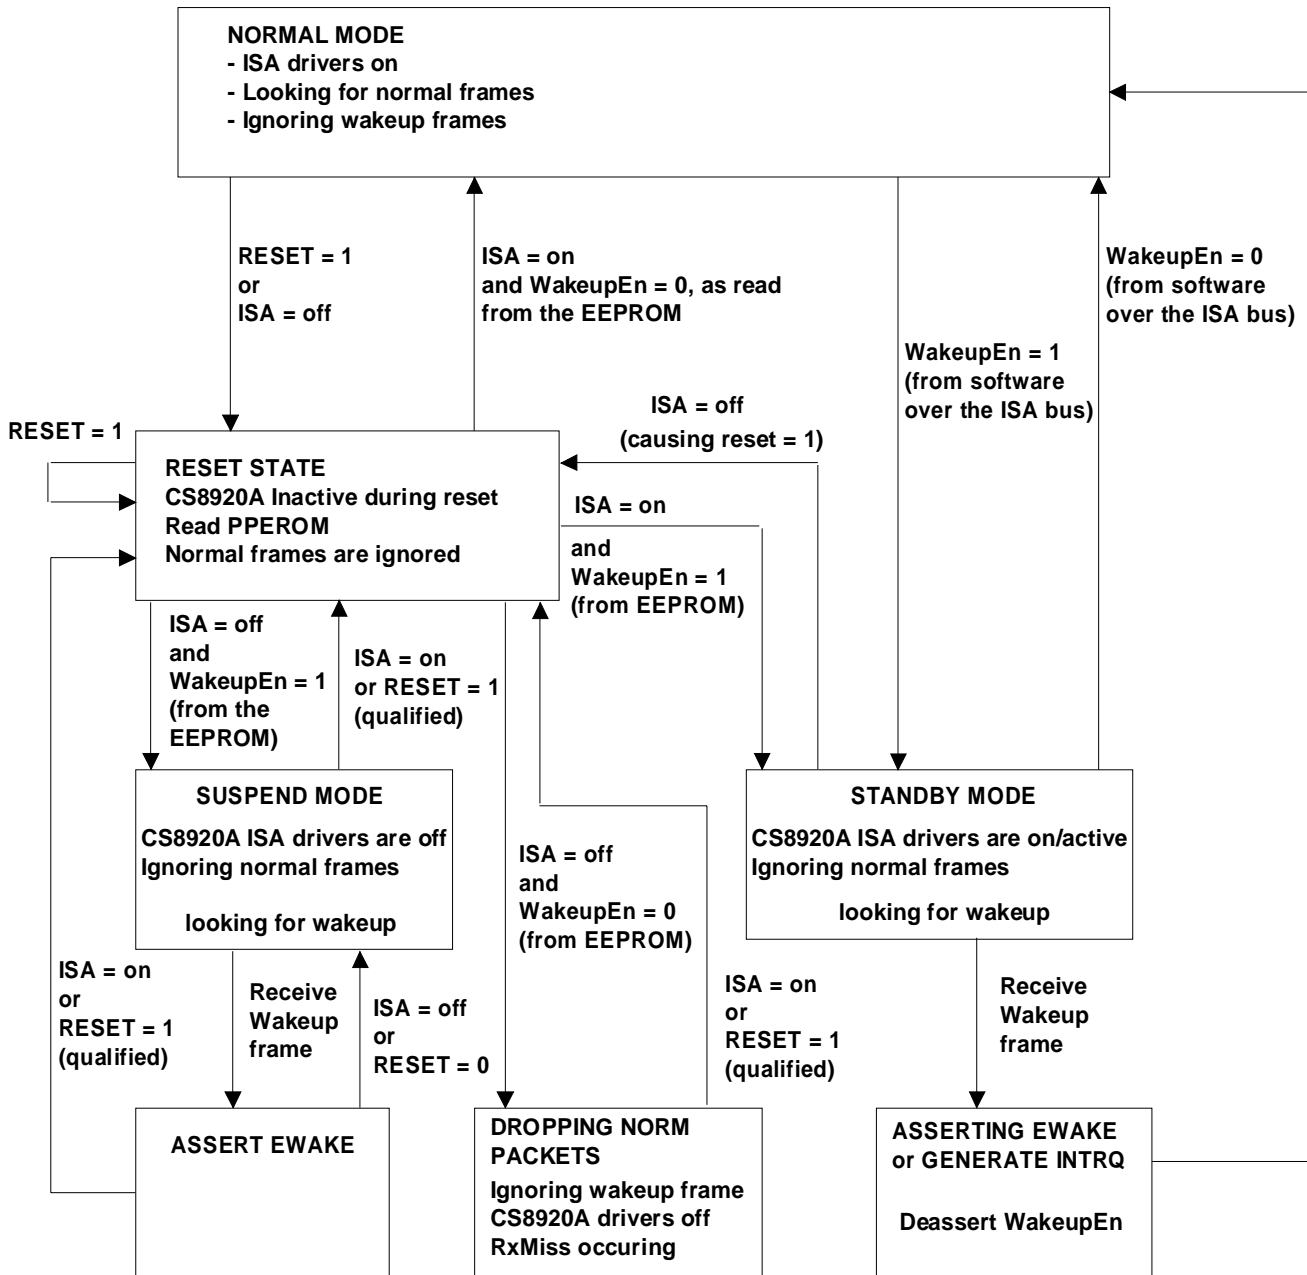 NORMAL MODE
- ISA drivers on
- Looking for normal frames
- Ignoring wakeup frames
RESET = 1
or
ISA = off
ISA = on
and WakeupEn = 0, as read
from the EEPROM
WakeupEn = 1
(from software
over the ISA bus)
WakeupEn = 0
(from software
over the ISA bus)
RESET = 1
ISA = off
(causing reset = 1)
RESET STATE
CS8920A Inactive during reset
Read PPEROM
Normal frames are ignored
ISA = on
and
WakeupEn = 1
(from EEPROM)
ISA = off
and
WakeupEn = 1
(from the
EEPROM)
ISA = on
or RESET = 1
(qualified)
SUSPEND MODE
CS8920A ISA drivers are off
Ignoring normal frames
looking for wakeup
ISA = off
and
WakeupEn = 0
(from EEPROM)
STANDBY MODE
CS8920A ISA drivers are on/active
Ignoring normal frames
looking for wakeup
ISA = on
or
RESET = 1
(qualified)
Receive
Wakeup
frame
ISA = off
or
RESET = 0
ISA = on
or
RESET = 1
(qualified)
Receive
Wakeup
frame
ASSERT EWAKE
DROPPING NORM
PACKETS
Ignoring wakeup frame
CS8920A drivers off
RxMiss occuring
ASSERTING EWAKE
or GENERATE INTRQ
Deassert WakeupEn